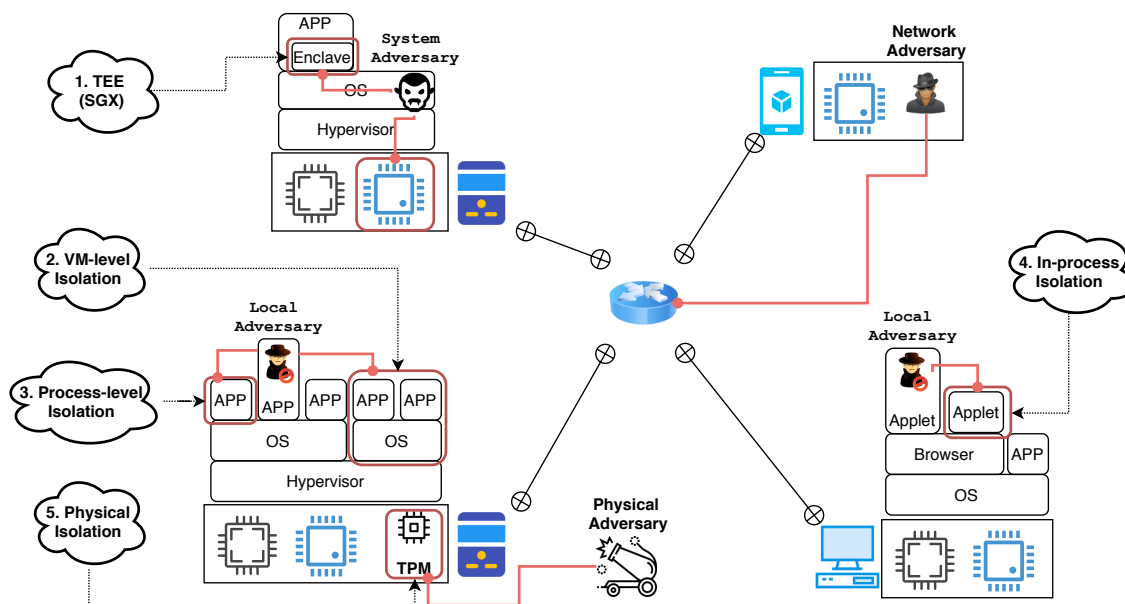 APP
Enclave
System
Adversary
OS
Hypervisor
1. TEE
(SGX)
Network
Adversary
2. VM-level
Isolation
Local
Adversary
3. Process-level
Isolation
APP
APP
APP
APP
APP
OS
OS
Hypervisor
TPM
5. Physical
Isolation
Physical
Adversary
4. In-process
Isolation
Local
Adversary
Applet
Applet
Browser
APP
OS